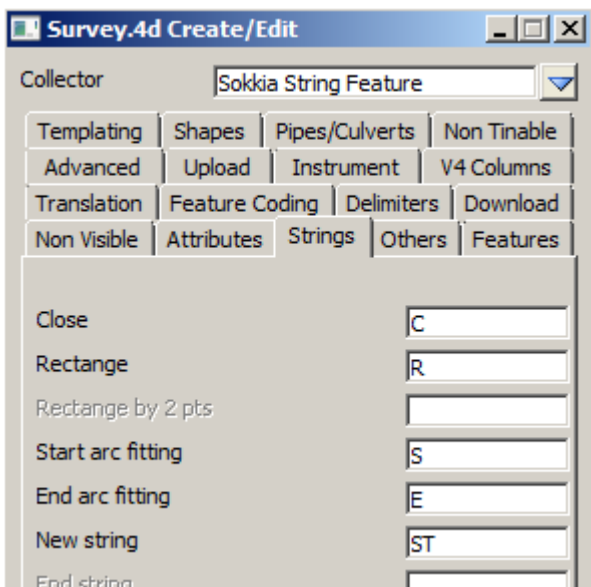 Survey.4d Create/Edit
Collector Sokkia String Feature
Templating Shapes Pipes/Culverts Non Tinable
Advanced Upload Instrument V4 Columns
Translation Feature Coding Delimiters Download
Non Visible Attributes Strings Others Features
Close C
Rectange R
Rectange by 2 pts
Start arc fitting S
End arc fitting E
New string ST
End string